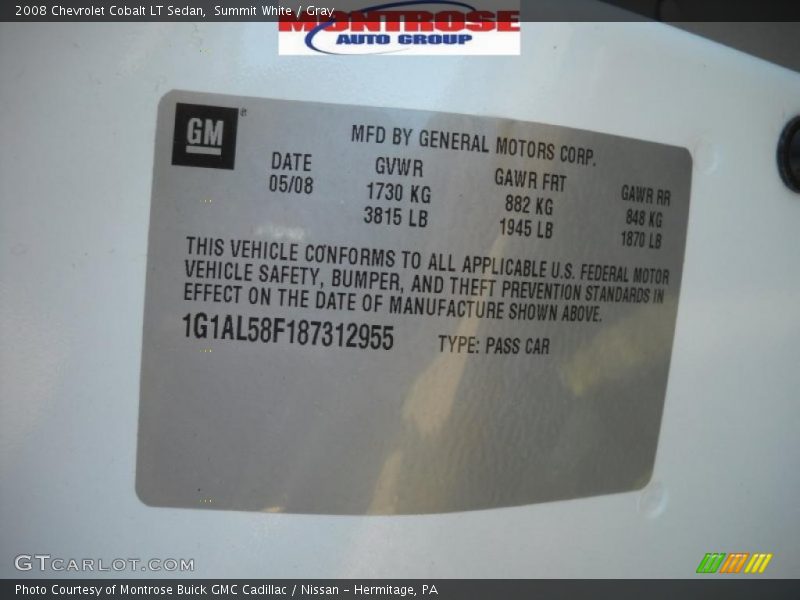 2008 Chevrolet Cobalt LT Sedan, Summit White / Gray
MONTROSE
AUTO GROUP
GM ®
MFD BY GENERAL MOTORS CORP.
DATE GVWR GAWR FRT GAWR RR
05/08 1730 KG 882 KG 848 KG
3815 LB 1945 LB 1870 LB
THIS VEHICLE CONFORMS TO ALL APPLICABLE U.S. FEDERAL MOTOR
VEHICLE SAFETY, BUMPER, AND THEFT PREVENTION STANDARDS IN
EFFECT ON THE DATE OF MANUFACTURE SHOWN ABOVE.
1G1AL58F187312955 TYPE: PASS CAR
GTCARLOT.COM
Photo Courtesy of Montrose Buick GMC Cadillac / Nissan - Hermitage, PA